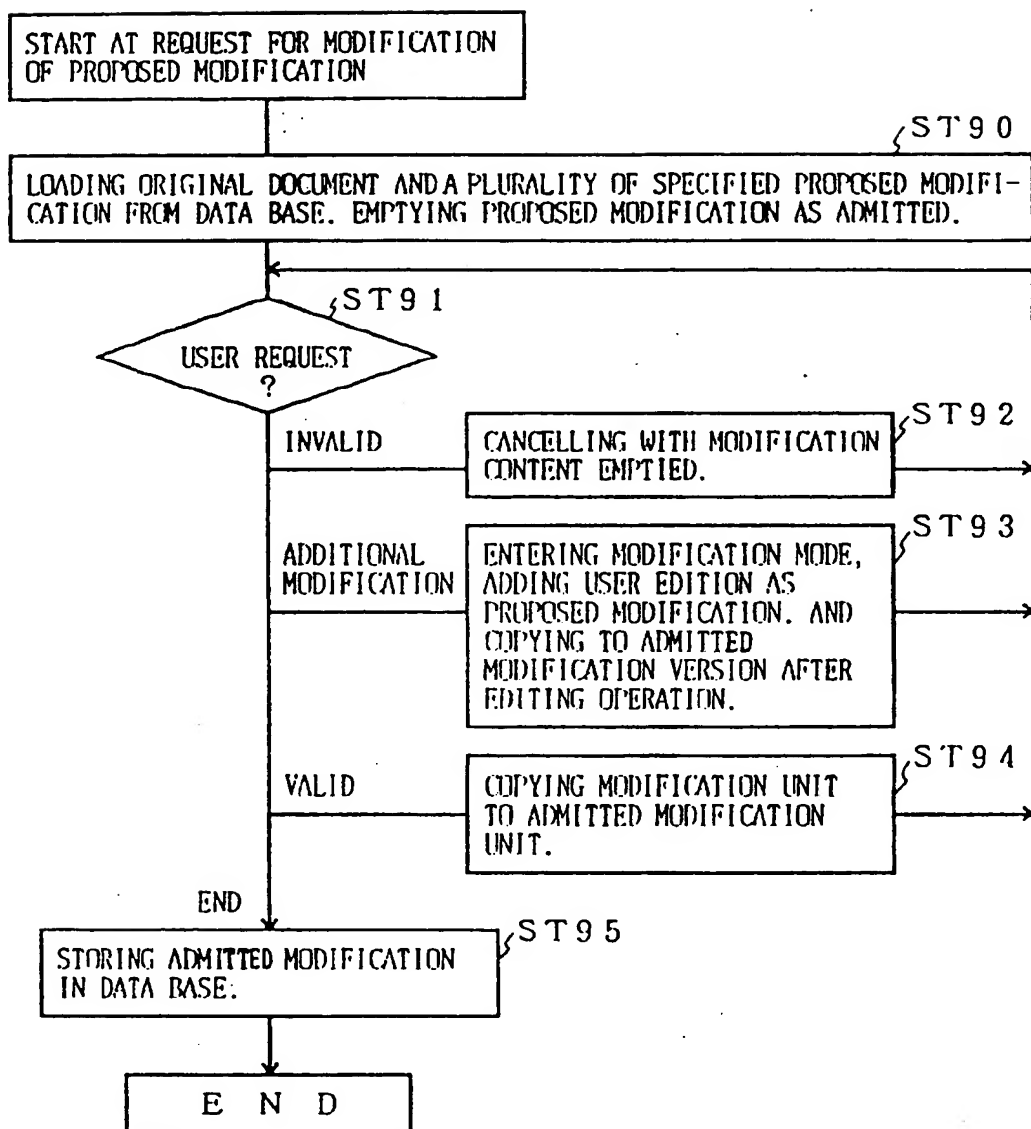 START AT REQUEST FOR MODIFICATION
OF PROPOSED MODIFICATION
ST90
LOADING ORIGINAL DOCUMENT AND A PLURALITY OF SPECIFIED PROPOSED MODIFI-
CATION FROM DATA BASE. EMPTYING PROPOSED MODIFICATION AS ADMITTED.
ST91
USER REQUEST
?
INVALID
ST92
CANCELLING WITH MODIFICATION
CONTENT EMPTIED.
ADDITIONAL
MODIFICATION
ST93
ENTERING MODIFICATION MODE,
ADDING USER EDITION AS
PROPOSED MODIFICATION. AND
COPYING TO ADMITTED
MODIFICATION VERSION AFTER
EDITING OPERATION.
VALID
ST94
COPYING MODIFICATION UNIT
TO ADMITTED MODIFICATION
UNIT.
END
ST95
STORING ADMITTED MODIFICATION
IN DATA BASE.
E N D